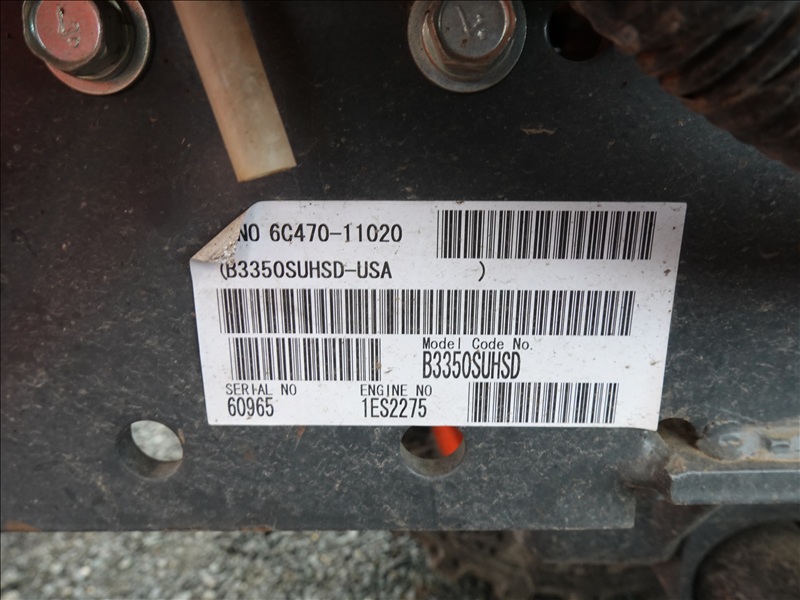 NO 6C470-11020
(B3350SUHSD-USA )
Model Code No.
B3350SUHSD
SERIAL NO ENGINE NO
60965 1ES2275